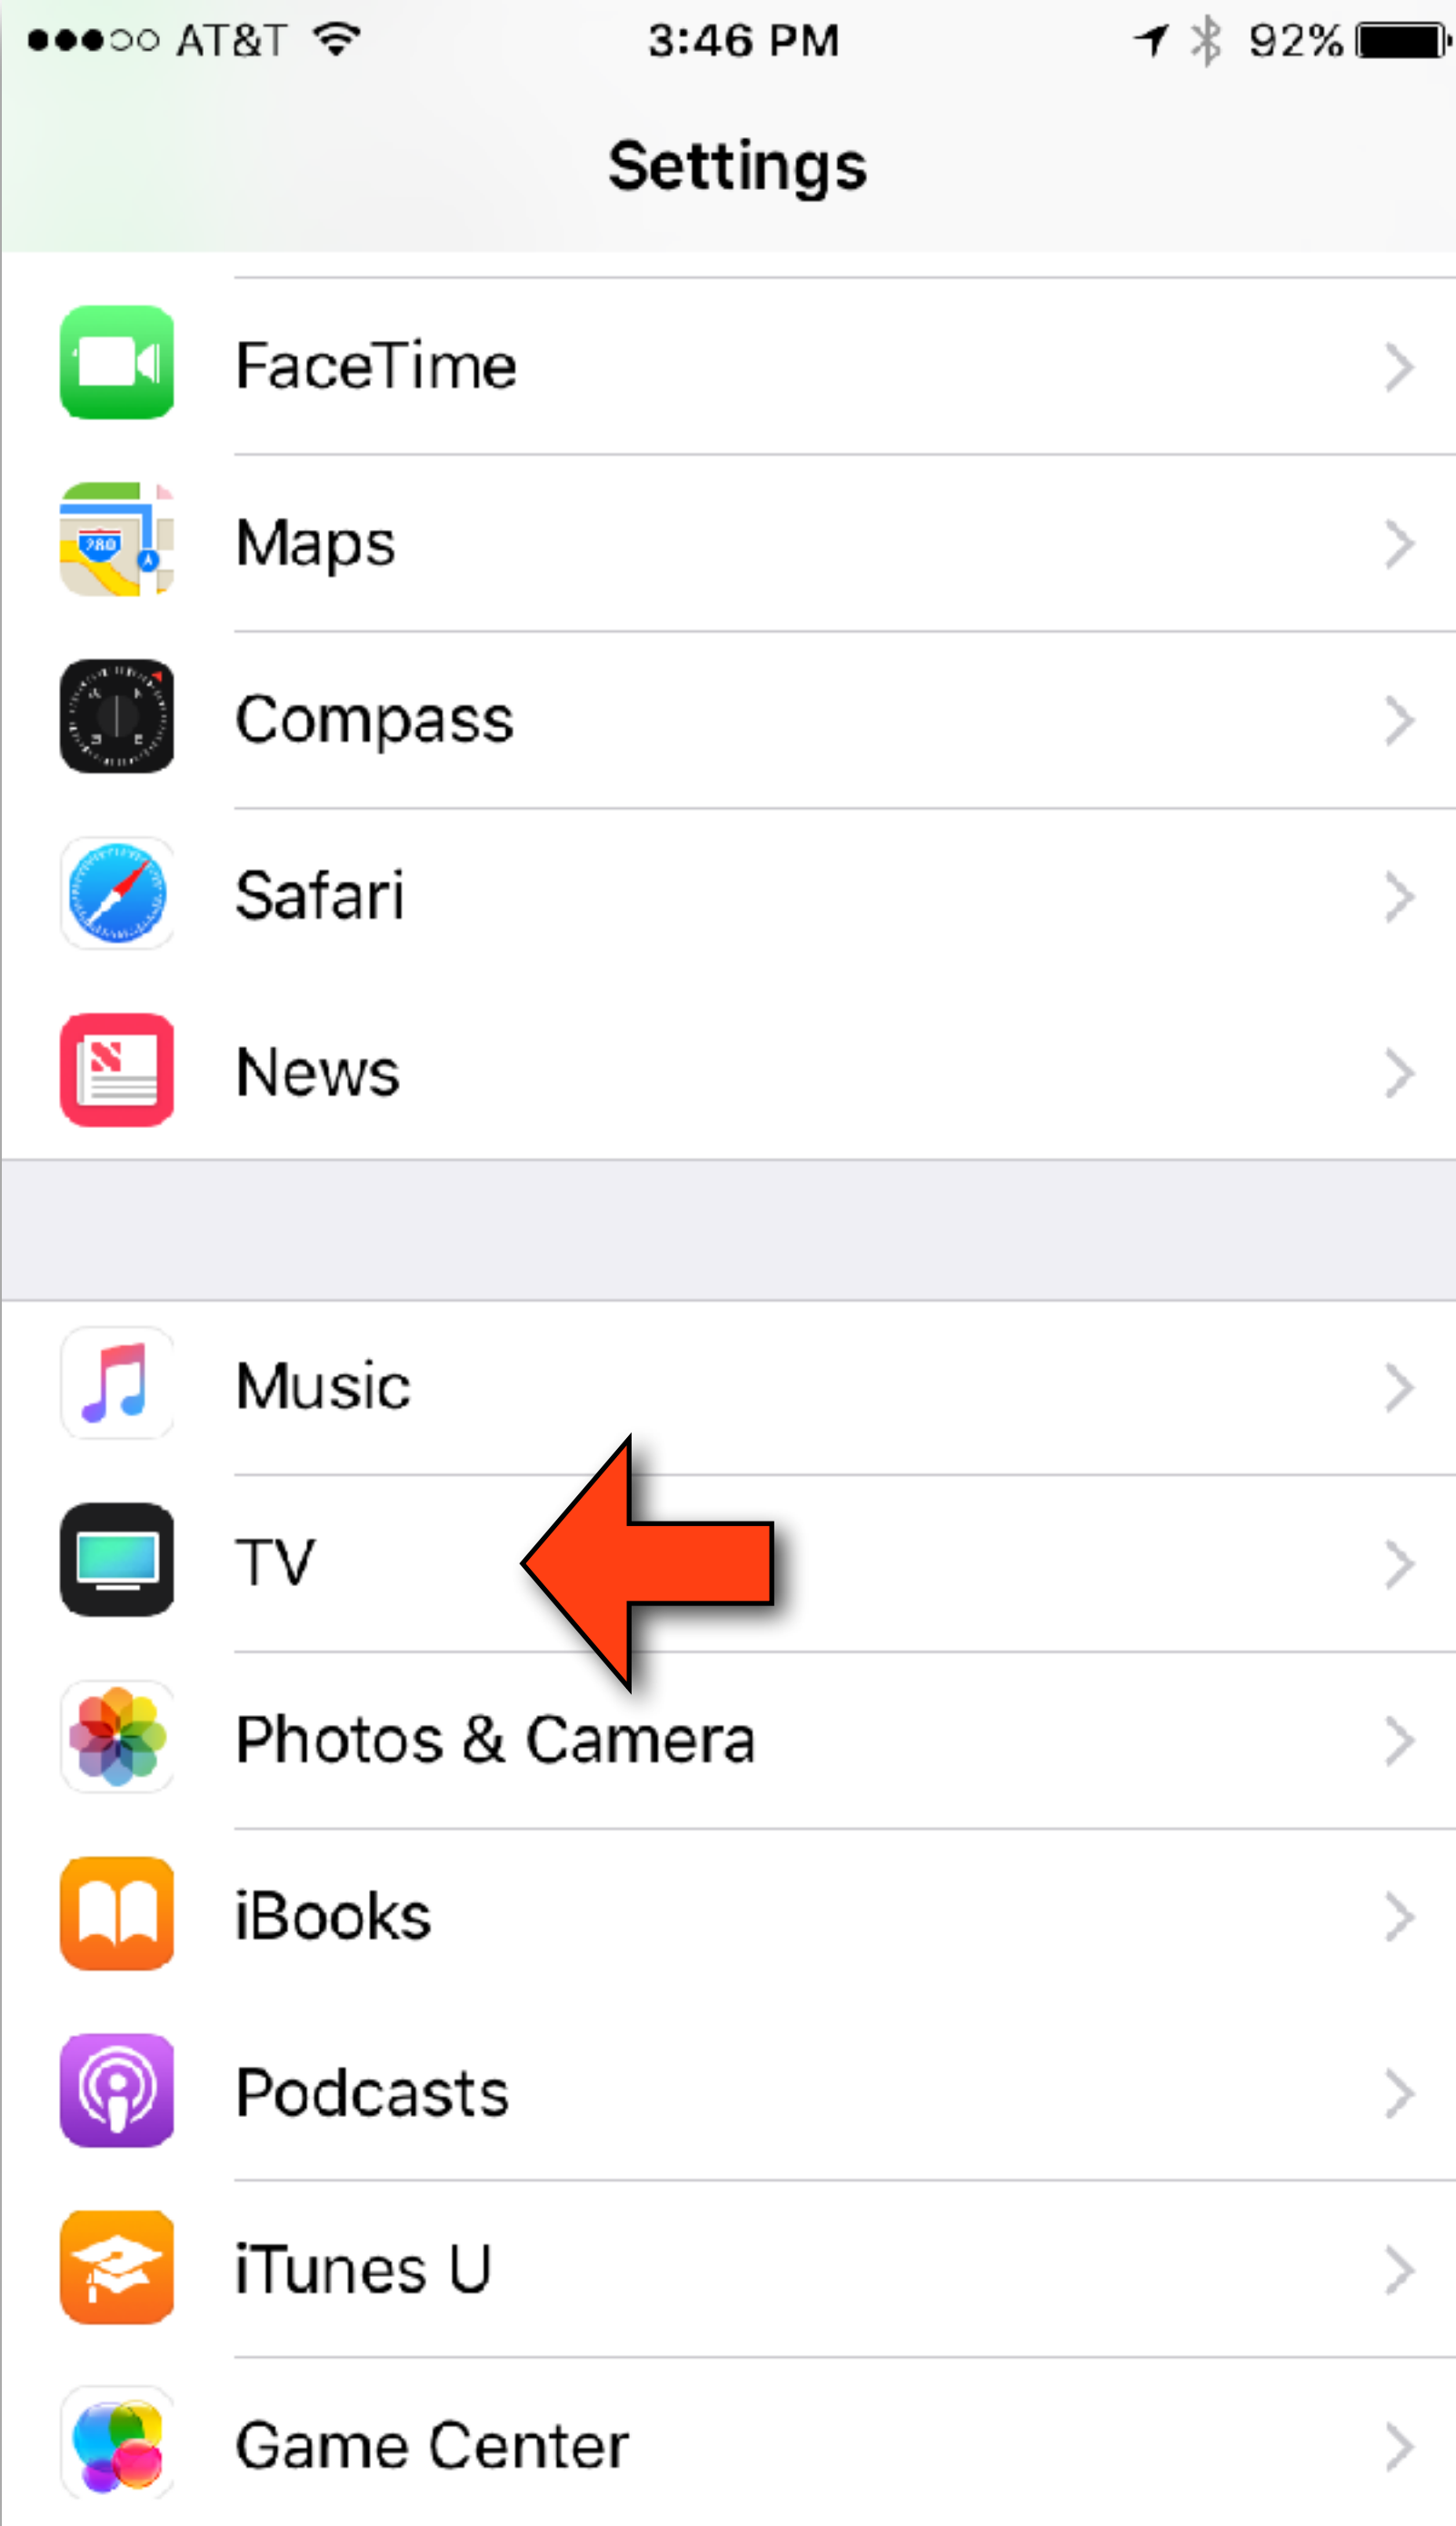 AT&T 3:46 PM 92%
Settings
FaceTime
280
Maps
Compass
Safari
News
Music
TV
Photos & Camera
iBooks
Podcasts
iTunes U
Game Center